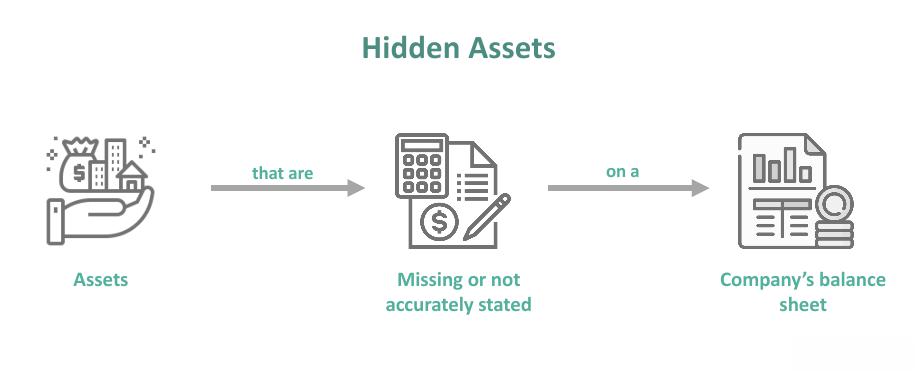 Hidden Assets
that are
on a
$
$
Assets
Missing or not
accurately stated
Company's balance
sheet